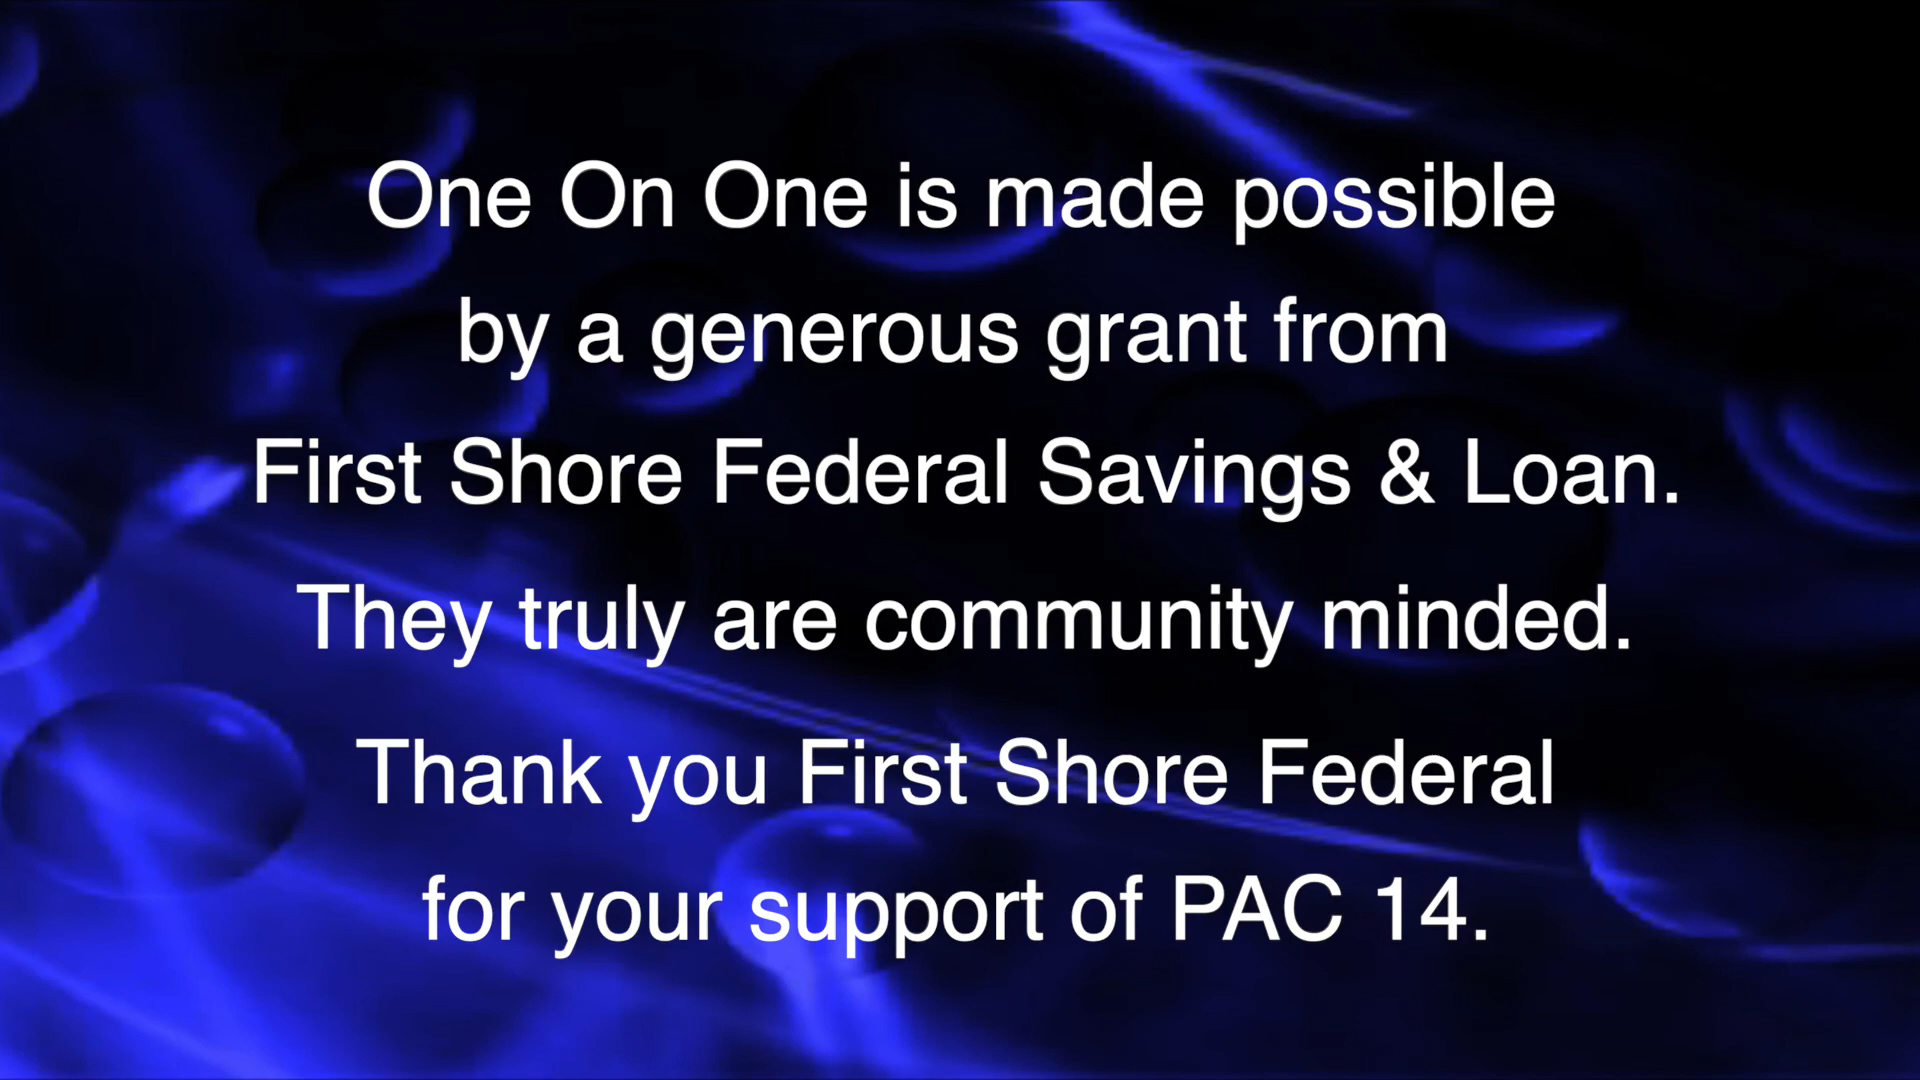 One On One is made possible
by a generous grant from
First Shore Federal Savings & Loan.
They truly are community minded.
Thank you First Shore Federal
for your support of PAC 14.